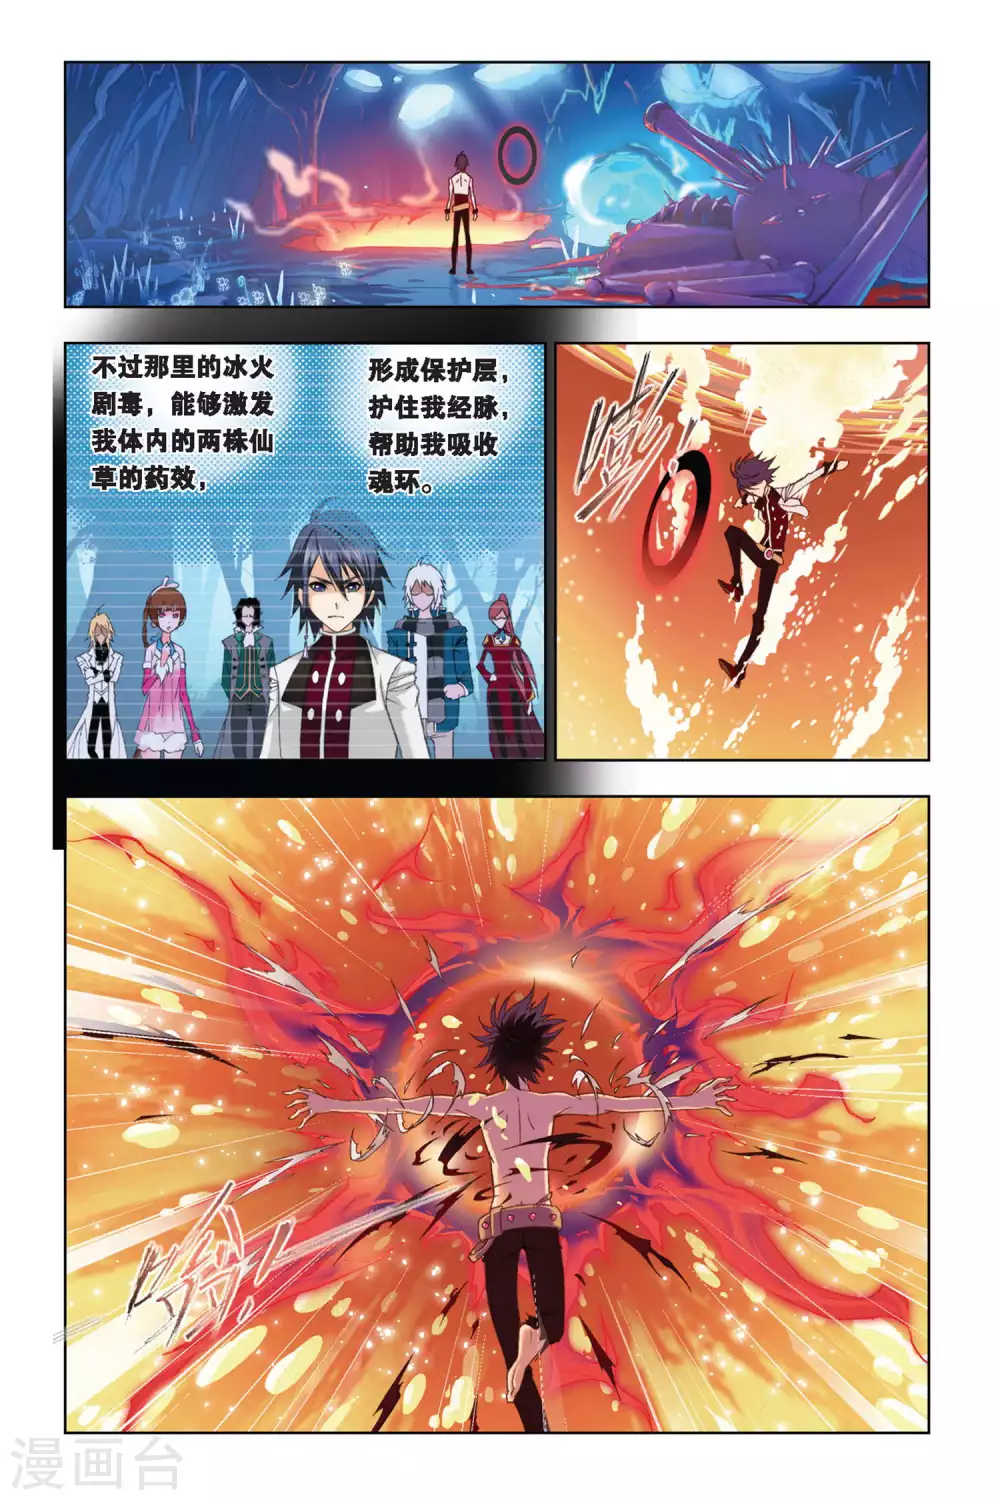 不过那里的冰火
剧毒，能够激发
我体内的两株仙
草的药效，
形成保护层，
护住我经脉，
帮助我吸收
魂环。
漫画台